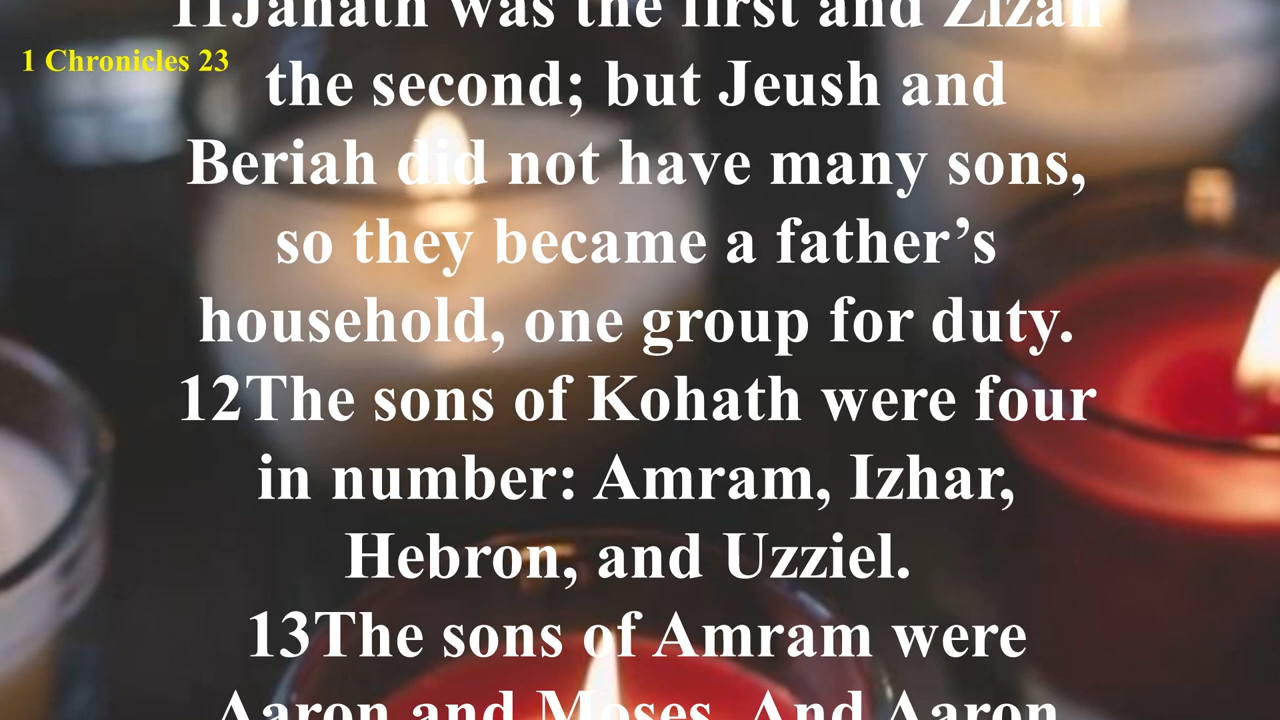 11Jahath was the first and Zizah
1 Chronicles 23
the second; but Jeush and
Beriah did not have many sons,
so they became a father’s
household, one group for duty.
12The sons of Kohath were four
in number: Amram, Izhar,
Hebron, and Uzziel.
13The sons of Amram were
Aaron and Moses. And Aaron